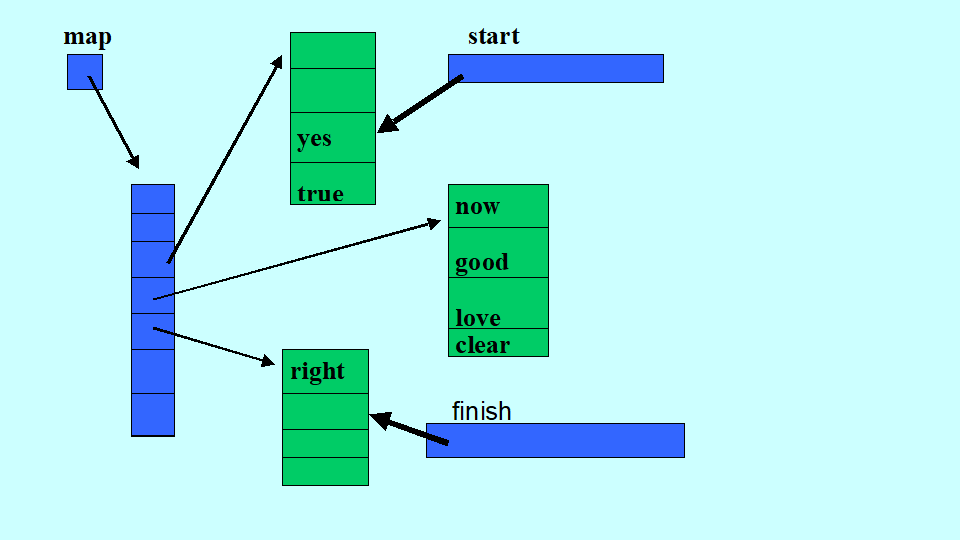 map
start
yes
true
now
good
love
clear
right
finish